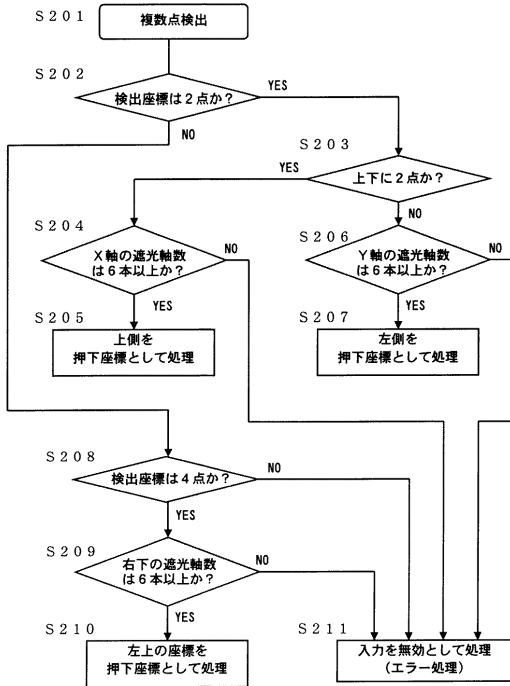 S201
複数点検出
S202
検出座標は2点か?
YES
NO
S203
上下に2点か?
YES
NO
S204
X軸の遮光軸数
は6本以上か?
NO
YES
S206
Y軸の遮光軸数
は6本以上か?
NO
YES
S205
上側を
押下座標として処理
S207
左側を
押下座標として処理
S208
検出座標は4点か?
NO
YES
S209
右下の遮光軸数
は6本以上か?
NO
YES
S210
左上の座標を
押下座標として処理
S211
入力を無効として処理
(エラー処理)